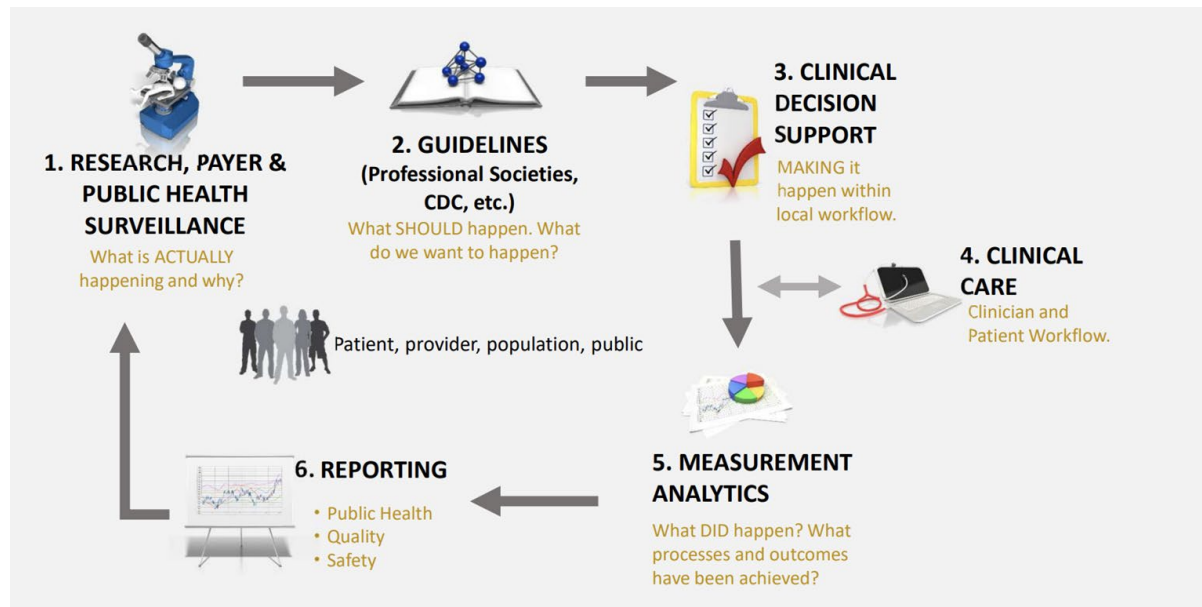 1. RESEARCH, PAYER &
PUBLIC HEALTH
SURVEILLANCE
What is ACTUALLY
happening and why?
2. GUIDELINES
(Professional Societies,
CDC, etc.)
What SHOULD happen. What
do we want to happen?
3. CLINICAL
DECISION
SUPPORT
MAKING it
happen within
local workflow.
4. CLINICAL
CARE
Clinician and
Patient Workflow.
Patient, provider, population, public
5. MEASUREMENT
ANALYTICS
What DID happen? What
processes and outcomes
have been achieved?
6. REPORTING
• Public Health
• Quality
• Safety